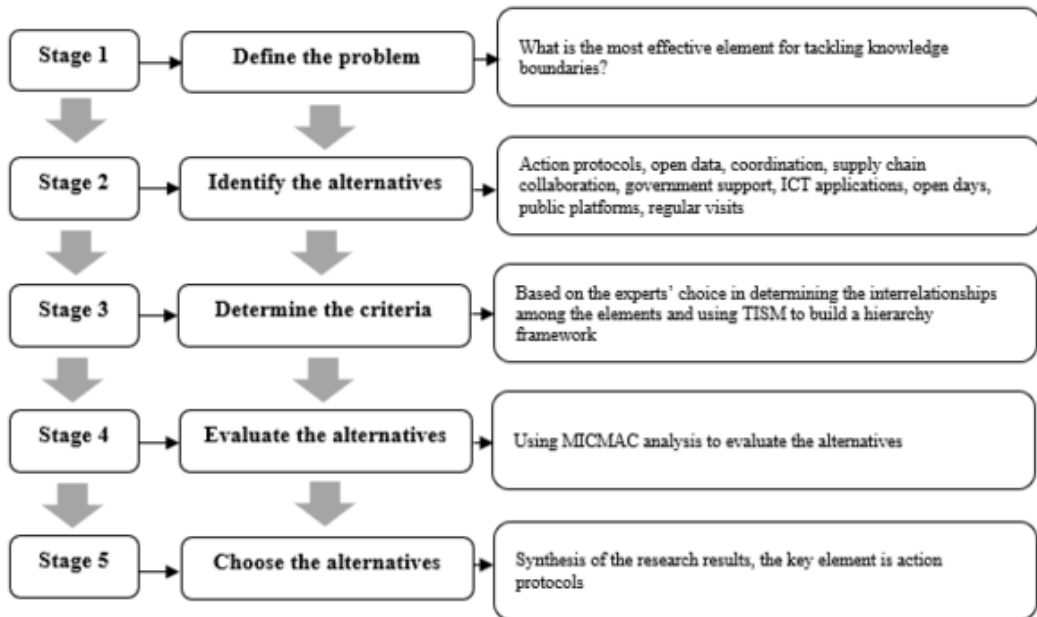 Stage 1
Define the problem
What is the most effective element for tackling knowledge
boundaries?
Stage 2
Identify the alternatives
Action protocols, open data, coordination, supply chain
collaboration, government support, ICT applications, open days,
public platforms, regular visits
Stage 3
Determine the criteria
Based on the experts’ choice in determining the interrelationships
among the elements and using TISM to build a hierarchy
framework
Stage 4
Evaluate the alternatives
Using MICMAC analysis to evaluate the alternatives
Stage 5
Choose the alternatives
Synthesis of the research results, the key element is action
protocols